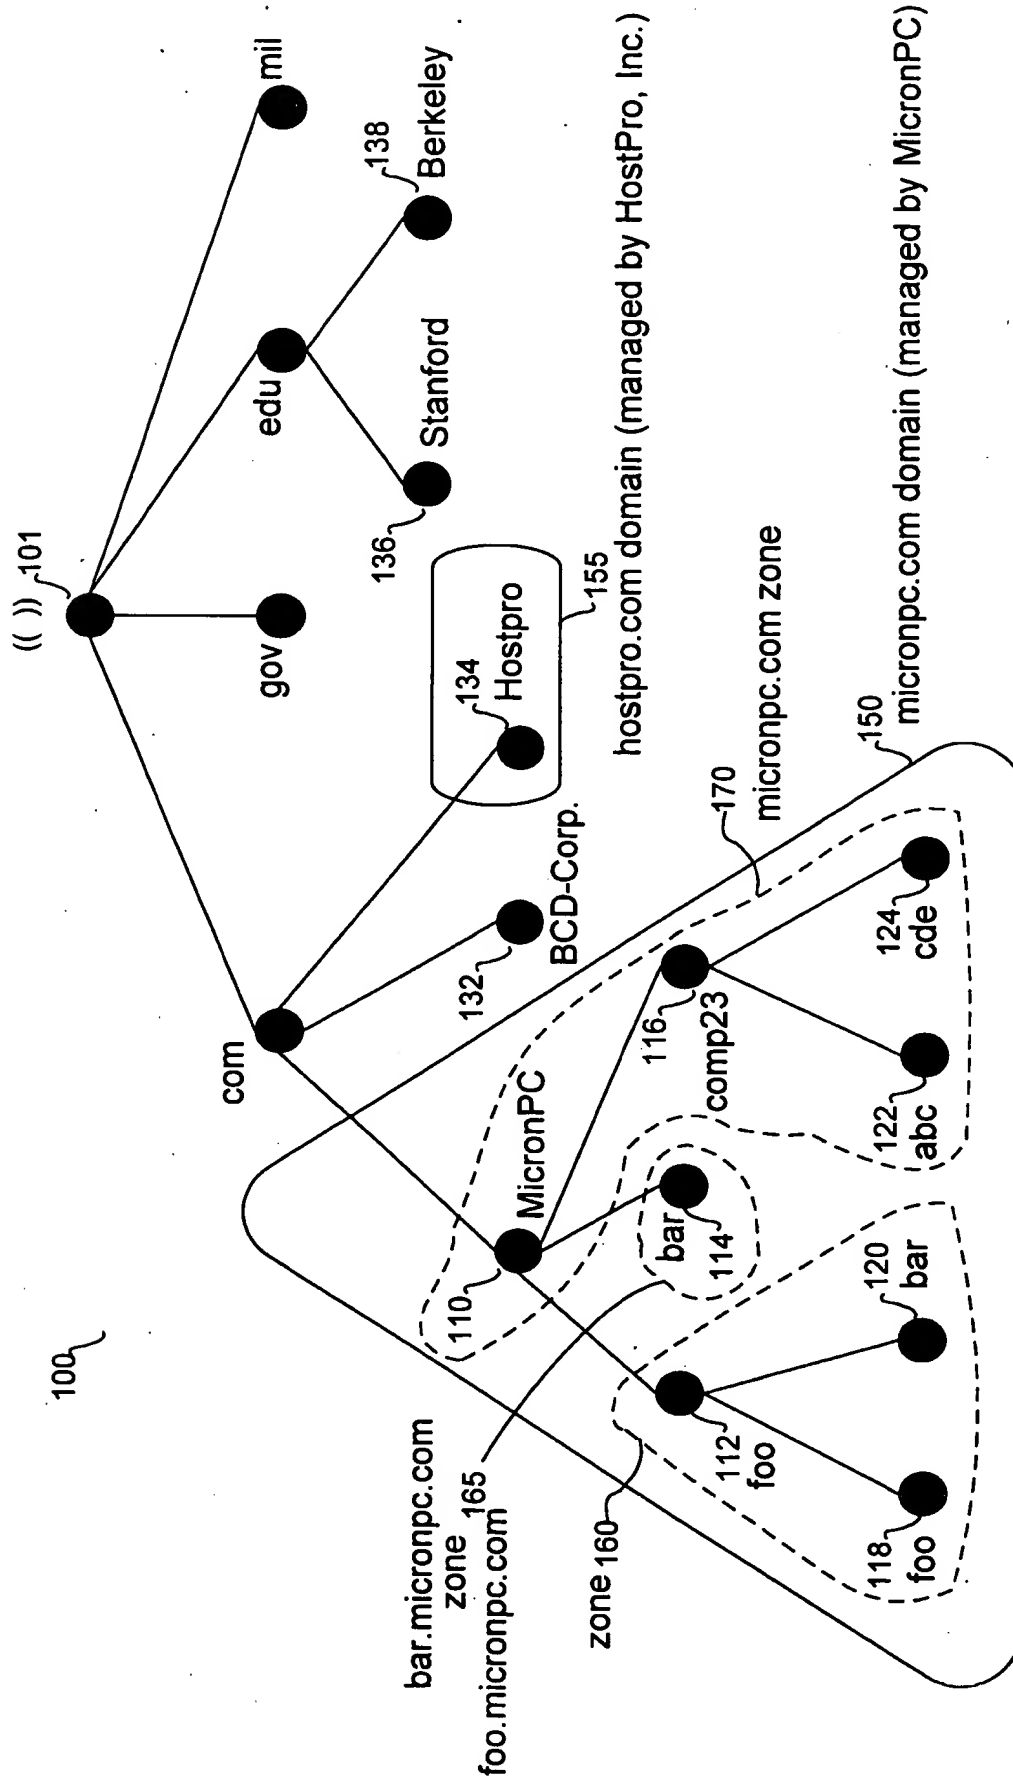 100
(( )) 101
com
gov
edu
mil
MicronPC
110
BCD-Corp.
132
134
Hostpro
155
136
Stanford
138
Berkeley
hostpro.com domain (managed by HostPro, Inc.)
bar.micronpc.com
zone
165
foo.micronpc.com
zone 160
112
foo
bar
114
116
comp23
170
micronpc.com zone
118
foo
120
bar
122
abc
124
cde
150
micronpc.com domain (managed by MicronPC)